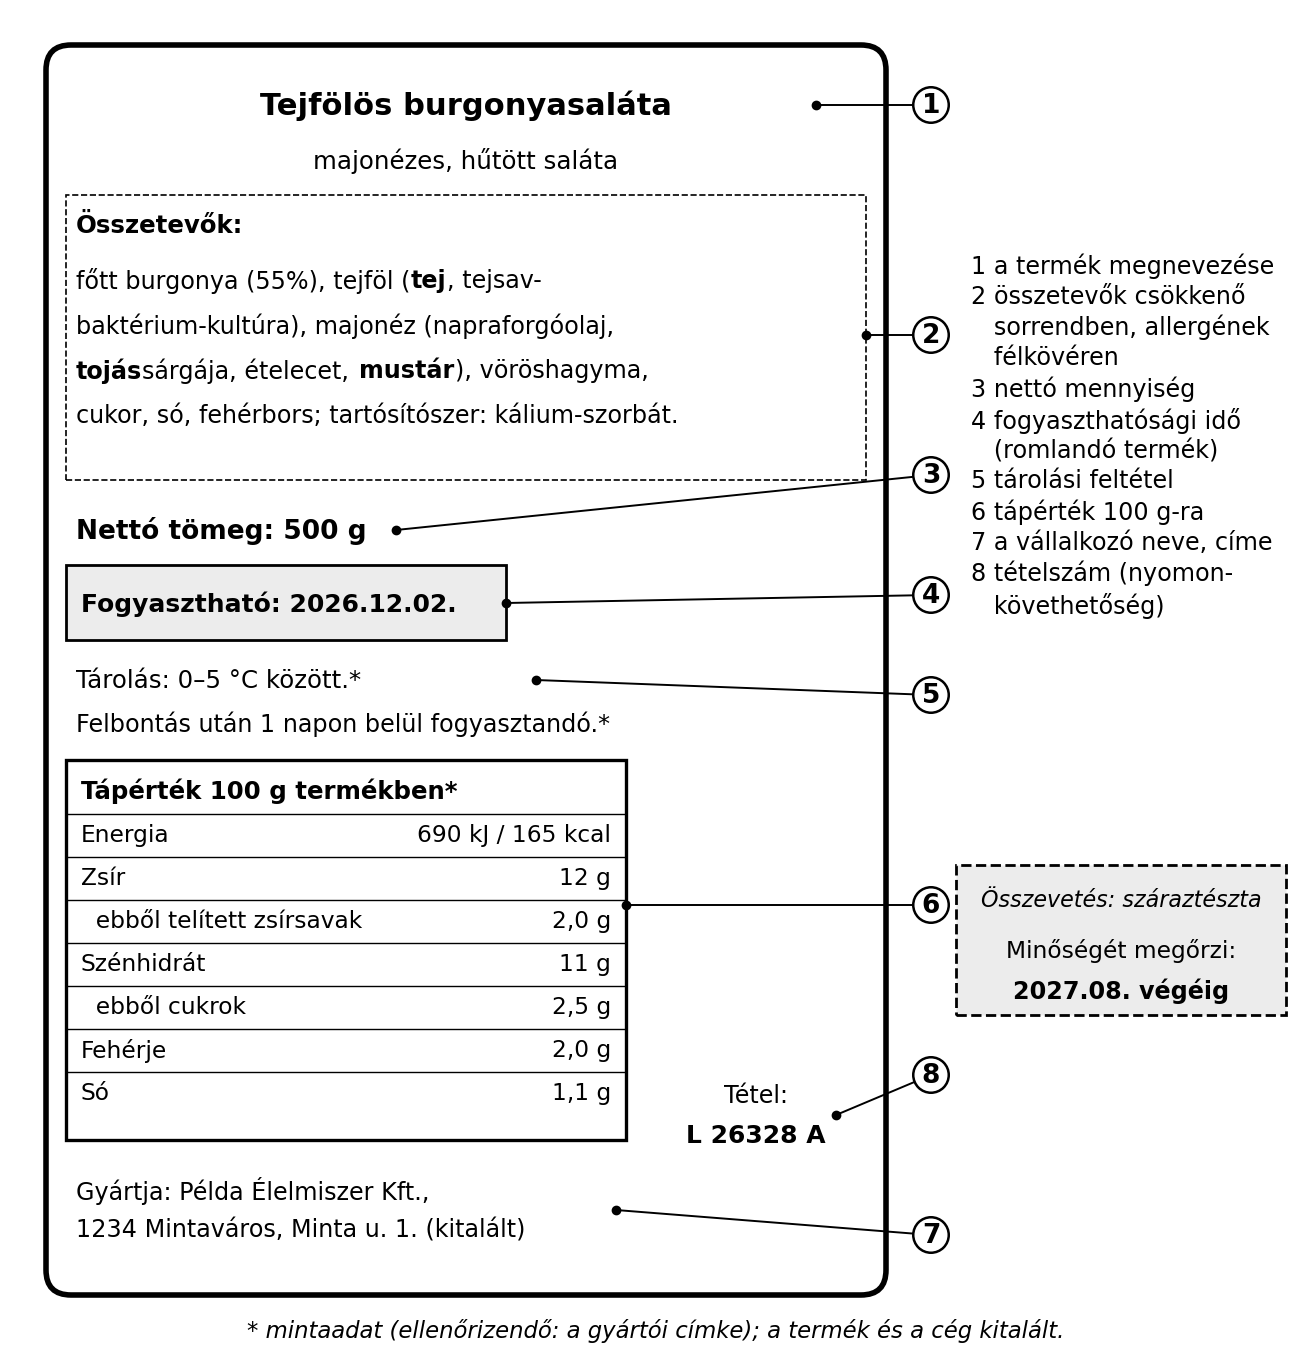 Tejfölös burgonyasaláta
majonézes, hűtött saláta
Összetevők:
főtt burgonya (55%), tejföl (tej, tejsav-
baktérium-kultúra), majonéz (napraforgóolaj,
tojássárgája, ételecet, mustár), vöröshagyma,
cukor, só, fehérbors; tartósítószer: kálium-szorbát.
Nettó tömeg: 500 g
Fogyasztható: 2026.12.02.
Tárolás: 0–5 °C között.*
Felbontás után 1 napon belül fogyasztandó.*
Tápérték 100 g termékben*
Energia 690 kJ / 165 kcal
Zsír 12 g
ebből telített zsírsavak 2,0 g
Szénhidrát 11 g
ebből cukrok 2,5 g
Fehérje 2,0 g
Só 1,1 g
Tétel:
L 26328 A
Gyártja: Példa Élelmiszer Kft.,
1234 Mintaváros, Minta u. 1. (kitalált)
1
2
3
4
5
6
8
7
1 a termék megnevezése
2 összetevők csökkenő
sorrendben, allergének
félkövéren
3 nettó mennyiség
4 fogyaszthatósági idő
(romlandó termék)
5 tárolási feltétel
6 tápérték 100 g-ra
7 a vállalkozó neve, címe
8 tételszám (nyomon-
követhetőség)
Összevetés: száraztészta
Minőségét megőrzi:
2027.08. végéig
* mintaadat (ellenőrizendő: a gyártói címke); a termék és a cég kitalált.